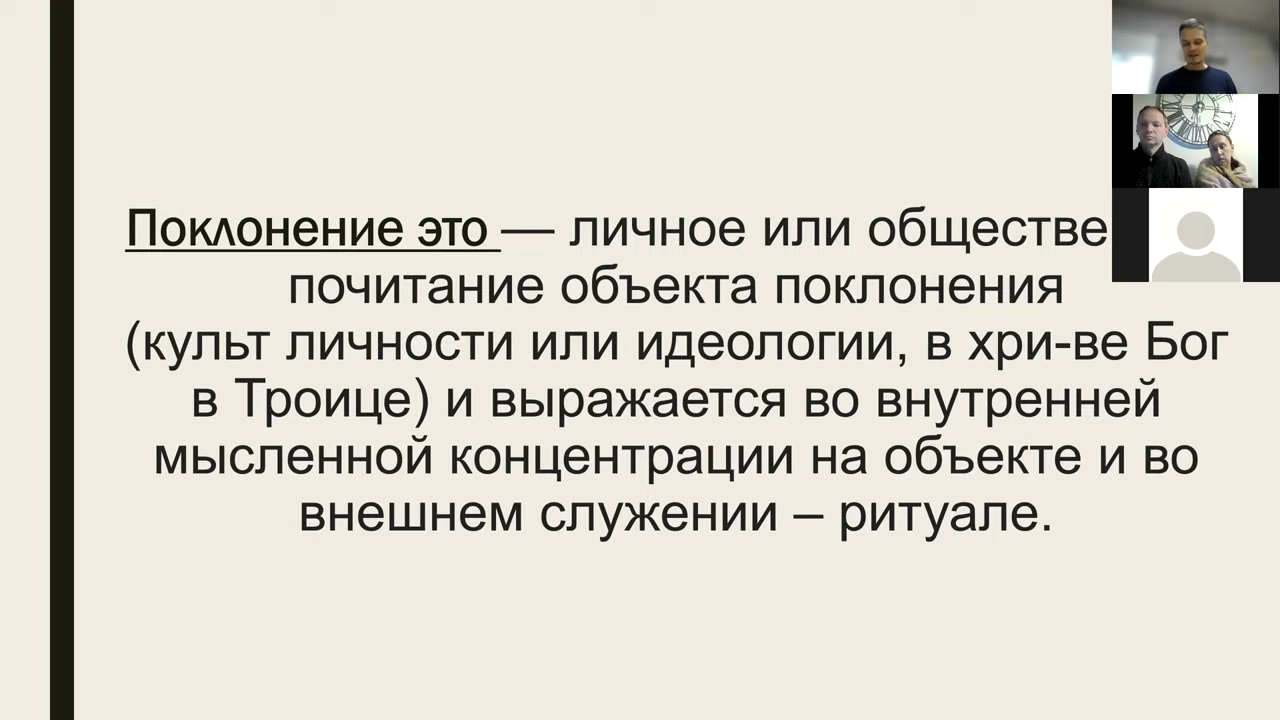 Поклонение это — личное или обществе
почитание объекта поклонения
(культ личности или идеологии, в хри-ве Бог
в Троице) и выражается во внутренней
мысленной концентрации на объекте и во
внешнем служении – ритуале.